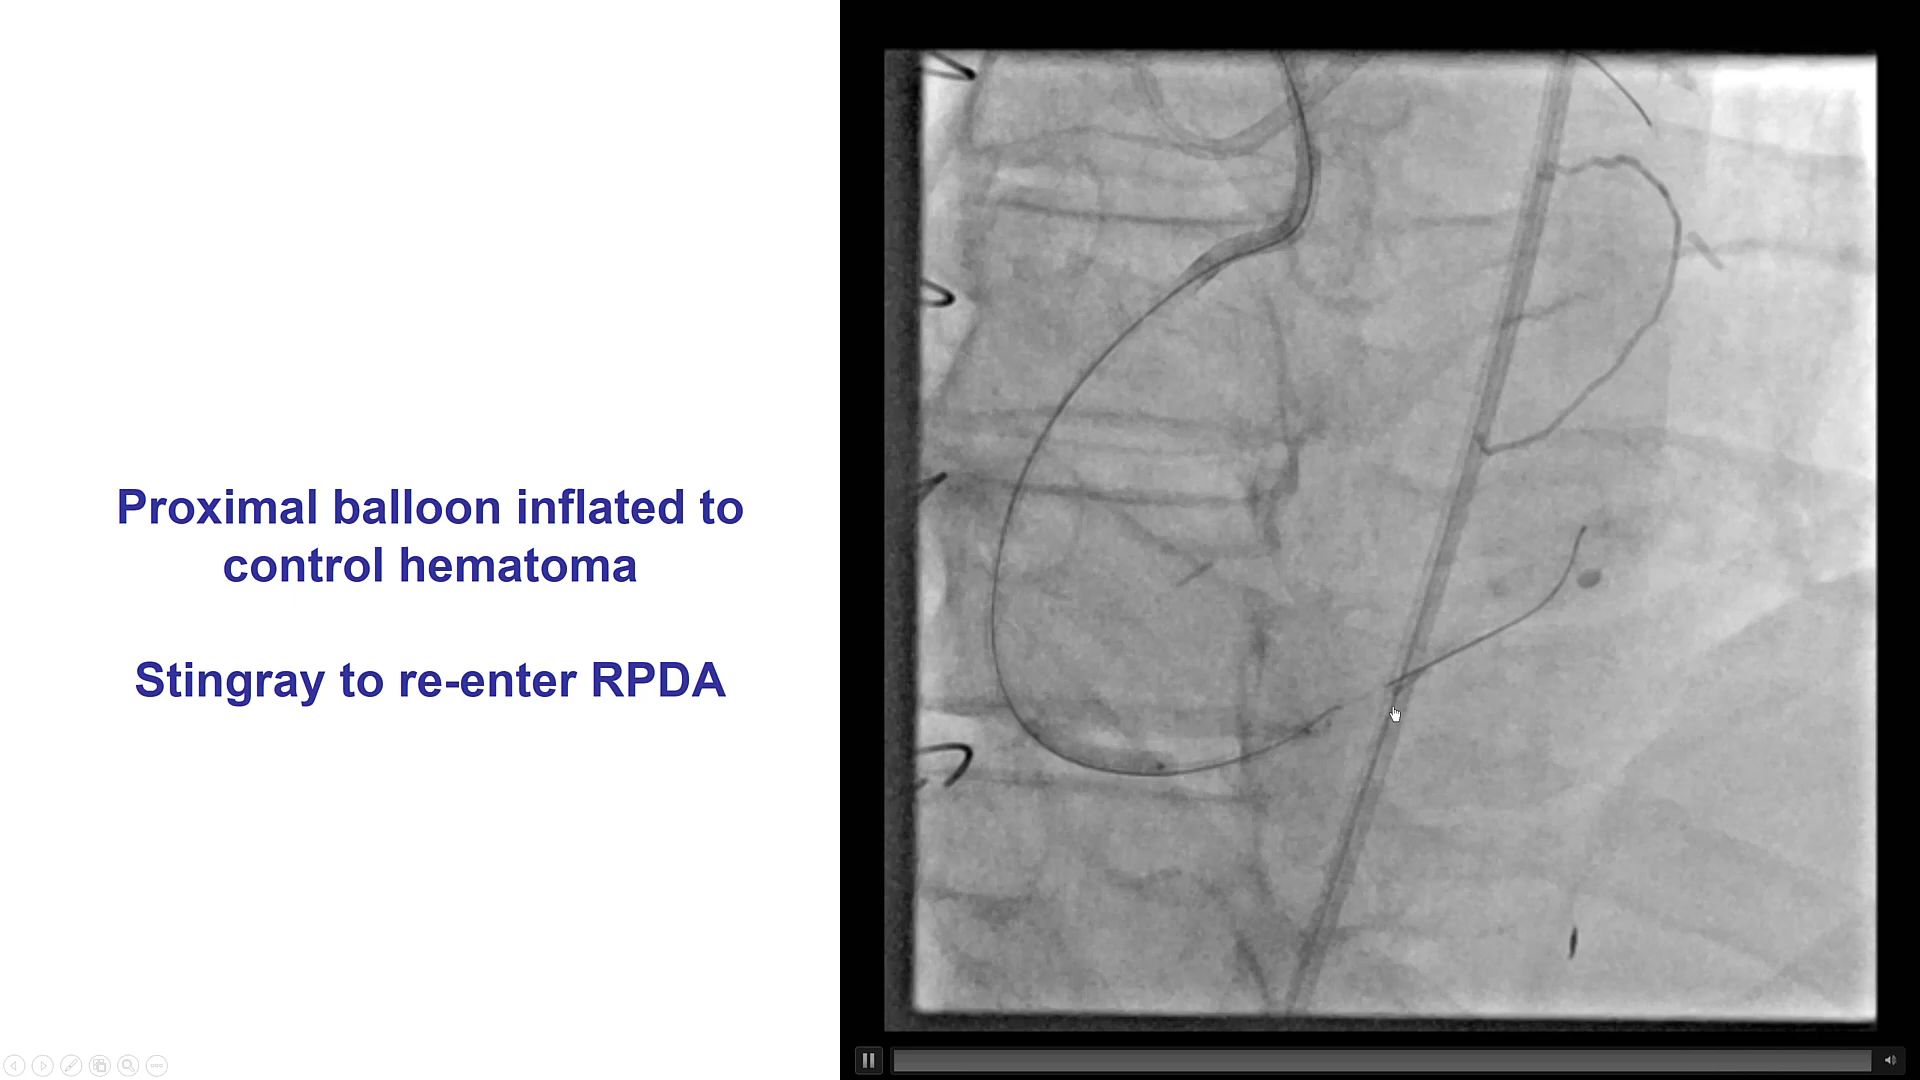 Proximal balloon inflated to
control hematoma
Stingray to re-enter RPDA